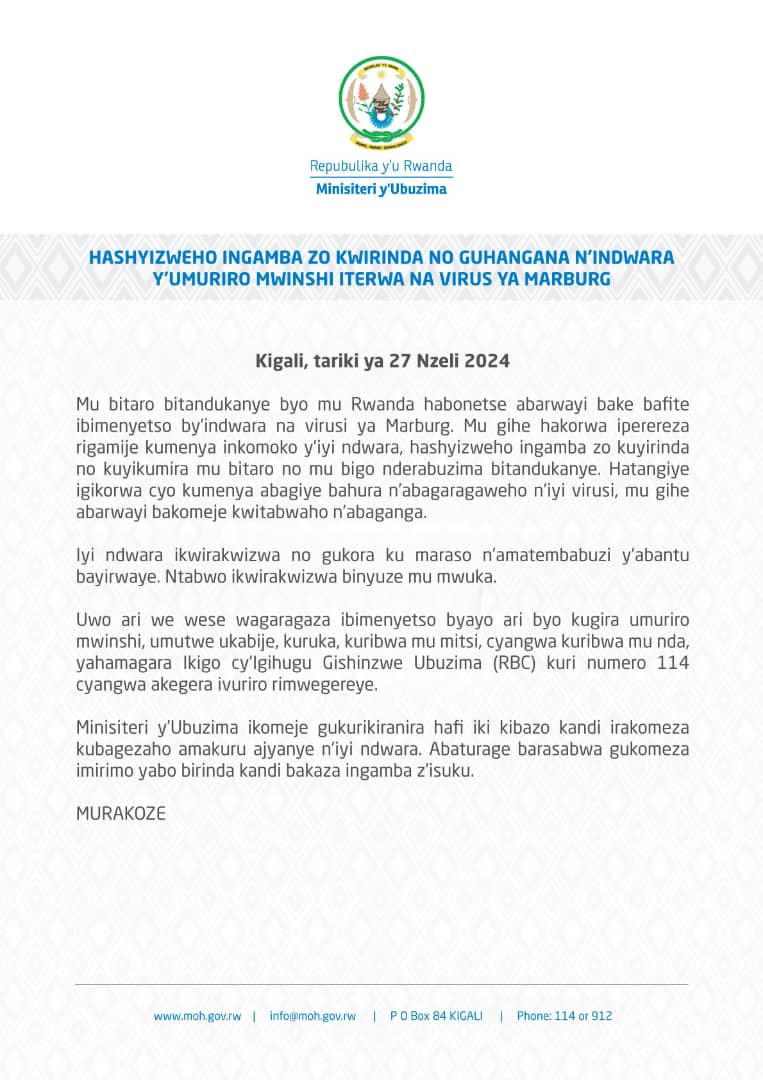 Repubulika y'u Rwanda
Minisiteri y'Ubuzima
HASHYIZWEHO INGAMBA ZO KWIRINDA NO GUHANGANA N'INDWARA
Y'UMURIRO MWINSHI ITERWA NA VIRUS YA MARBURG
Kigali, tariki ya 27 Nzeli 2024
Mu bitaro bitandukanye byo mu Rwanda habonetse abarwayi bake bafite
ibimenyetso by'indwara na virusi ya Marburg. Mu gihe hakorwa iperereza
rigamije kumenya inkomoko y'iyi ndwara, hashyizweho ingamba zo kuyirinda
no kuyikumira mu bitaro no mu bigo nderabuzima bitandukanye. Hatangiye
igikorwa cyo kumenya abagiye bahura n'abagaragaweho n'iyi virusi, mu gihe
abarwayi bakomeje kwitabwaho n'abaganga.
Iyi ndwara ikwirakwizwa no gukora ku maraso n'amatembabuzi y'abantu
bayirwaye. Ntabwo ikwirakwizwa binyuze mu mwuka.
Uwo ari we wese wagaragaza ibimenyetso byayo ari byo kugira umuriro
mwinshi, umutwe ukabije, kuruka, kuribwa mu mitsi, cyangwa kuribwa mu nda,
yahamagara Ikigo cy'Igihugu Gishinzwe Ubuzima (RBC) kuri numero 114
cyangwa akegera ivuriro rimwegereye.
Minisiteri y'Ubuzima ikomeje gukurikiranira hafi iki kibazo kandi irakomeza
kubagezaho amakuru ajyanye n'iyi ndwara. Abaturage barasabwa gukomeza
imirimo yabo birinda kandi bakaza ingamba z'isuku.
MURAKOZE
www.moh.gov.rw | info@moh.gov.rw | P O Box 84 KIGALI | Phone: 114 or 912